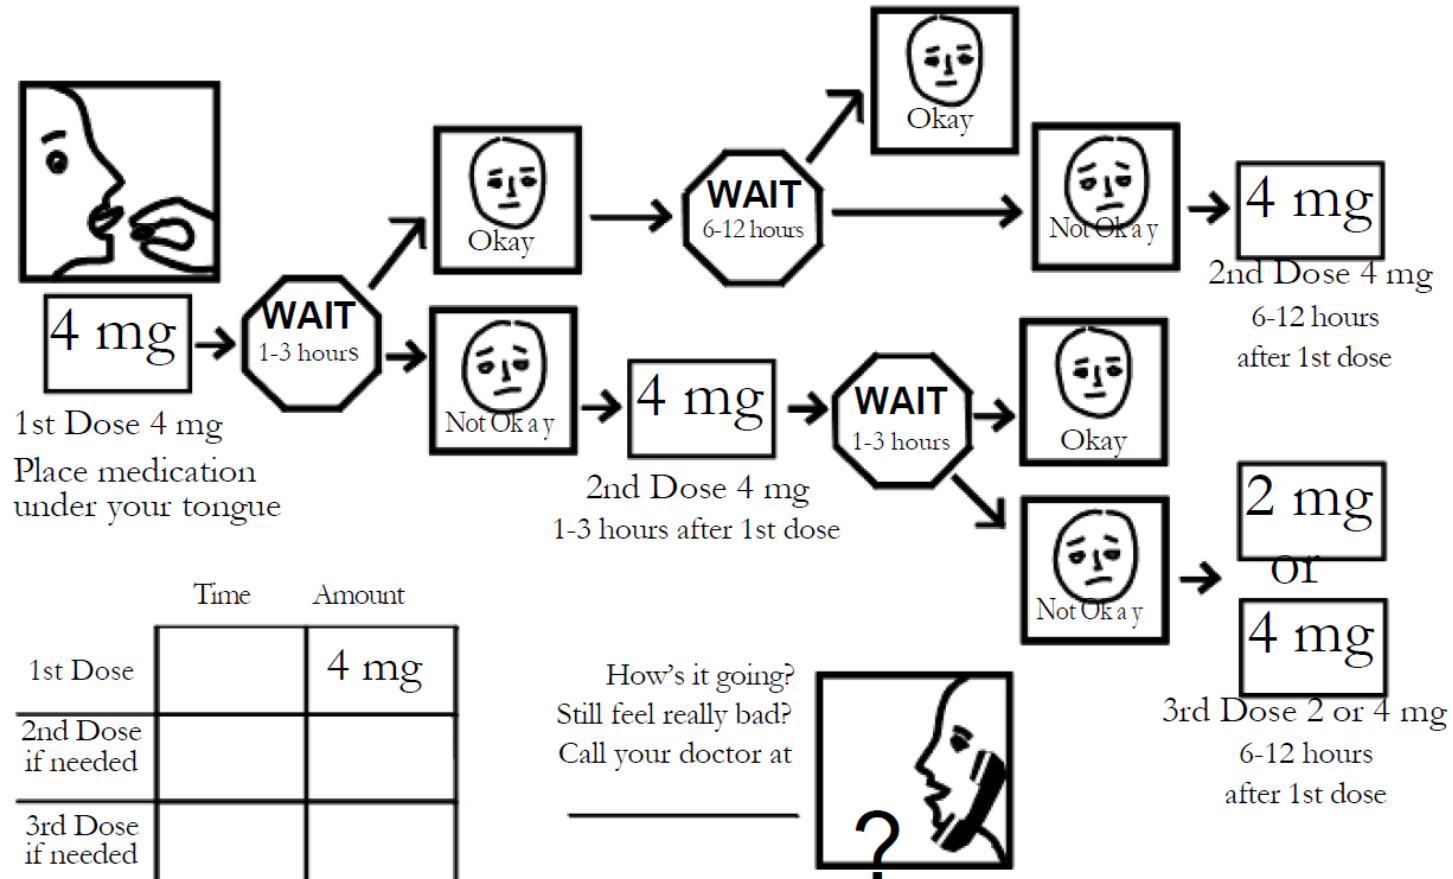 4 mg
1st Dose 4 mg
Place medication
under your tongue
WAIT
1-3 hours
Okay
WAIT
6-12 hours
Okay
Not Okay
4 mg
2nd Dose 4 mg
6-12 hours
after 1st dose
Not Okay
4 mg
2nd Dose 4 mg
1-3 hours after 1st dose
WAIT
1-3 hours
Okay
Not Okay
2 mg
or
4 mg
3rd Dose 2 or 4 mg
6-12 hours
after 1st dose
Time Amount
1st Dose 4 mg
2nd Dose
if needed
3rd Dose
if needed
How's it going?
Still feel really bad?
Call your doctor at
?